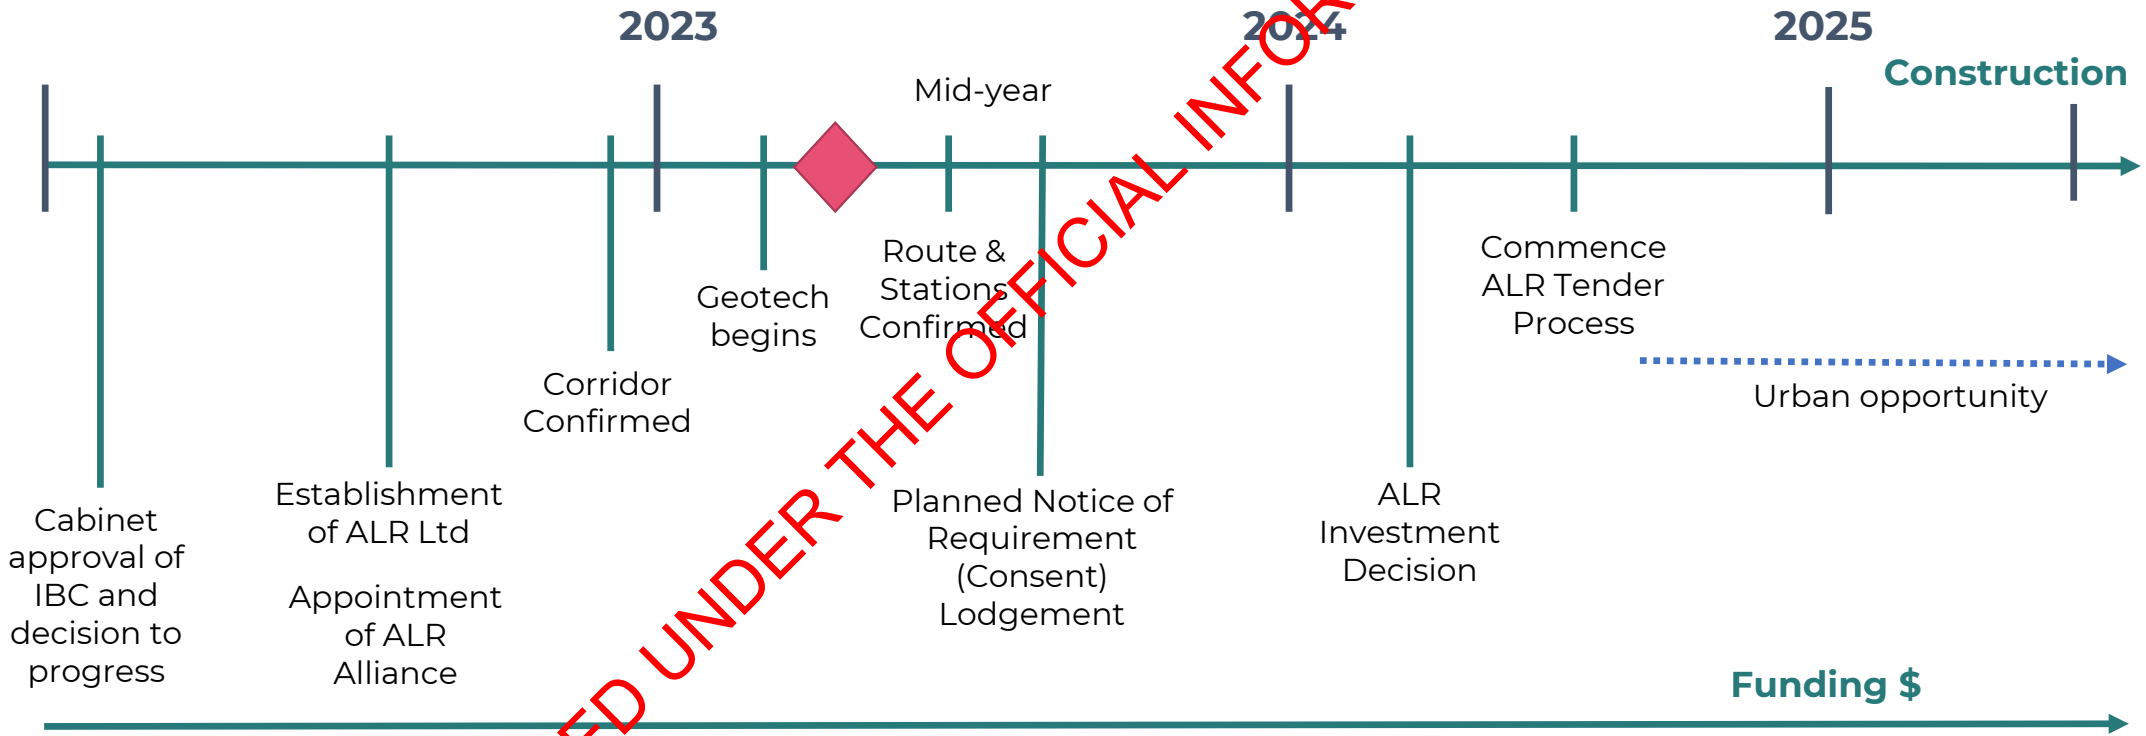 2023
2024
2025
Construction
Mid-year
Cabinet
approval of
IBC and
decision to
progress
Establishment
of ALR Ltd
Appointment
of ALR
Alliance
Corridor
Confirmed
Geotech
begins
Route &
Stations
Confirmed
Planned Notice of
Requirement
(Consent)
Lodgement
ALR
Investment
Decision
Commence
ALR Tender
Process
Urban opportunity
Funding $
UNDER THE OFFICIAL